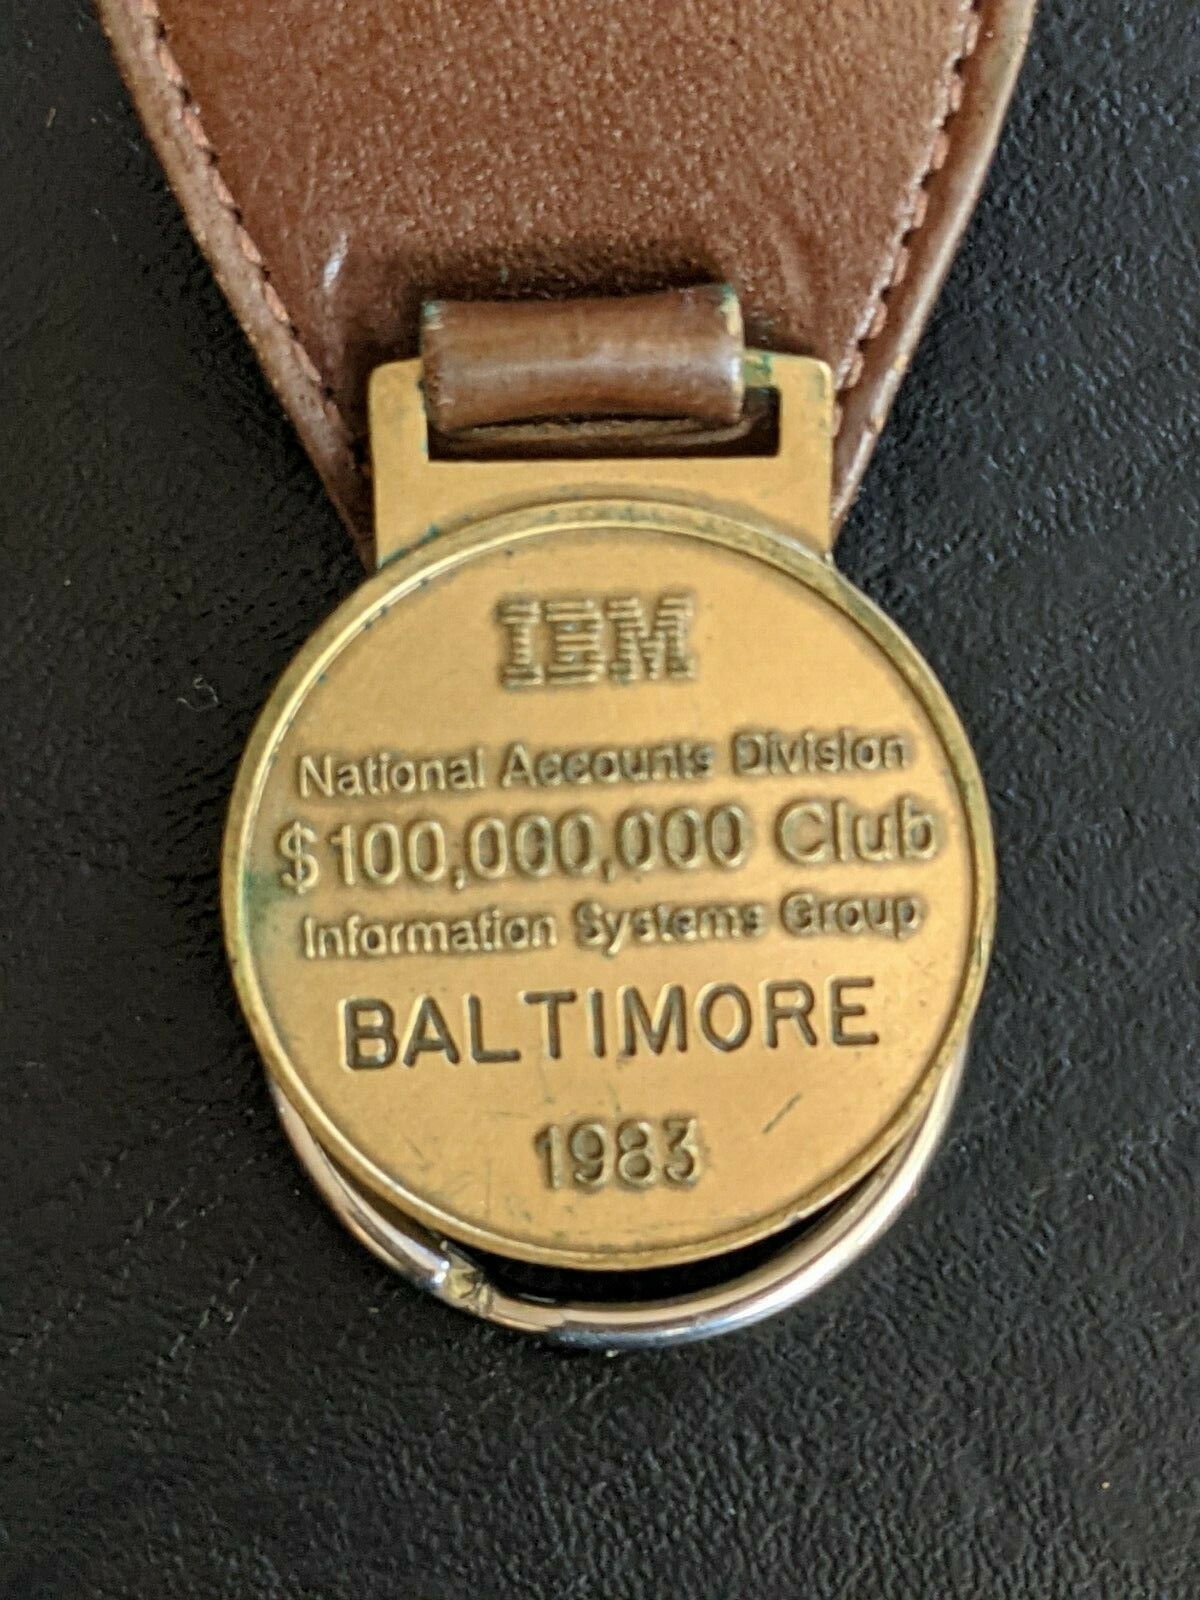 IBM
National Accounts Division
$100,000,000 Club
Information Systems Group
BALTIMORE
1983